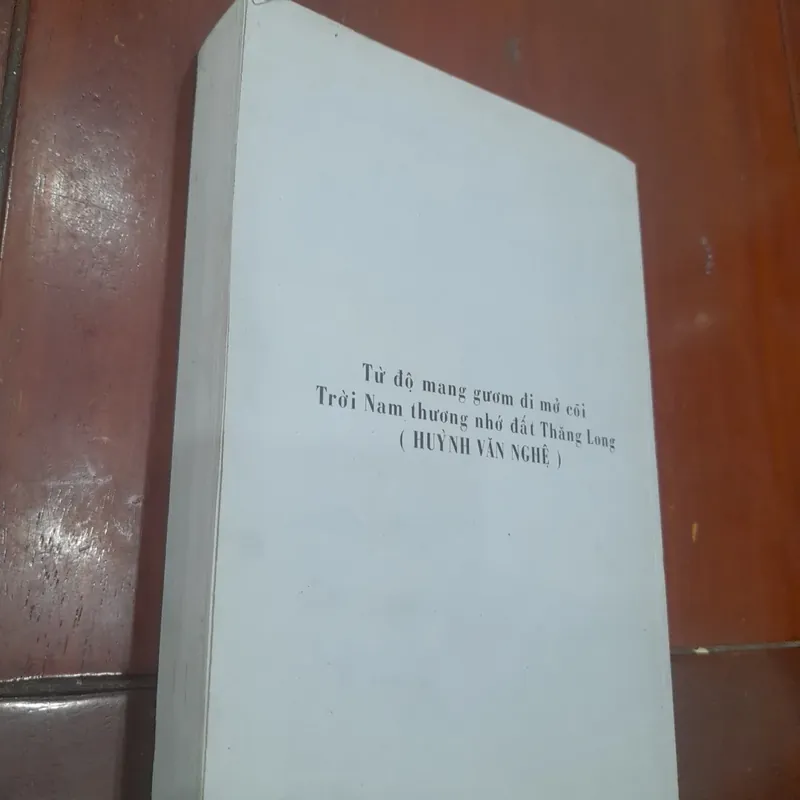 Từ độ mang gươm đi mở cõi
Trời Nam thương nhớ đất Thăng Long
( HUỲNH VĂN NGHỆ )